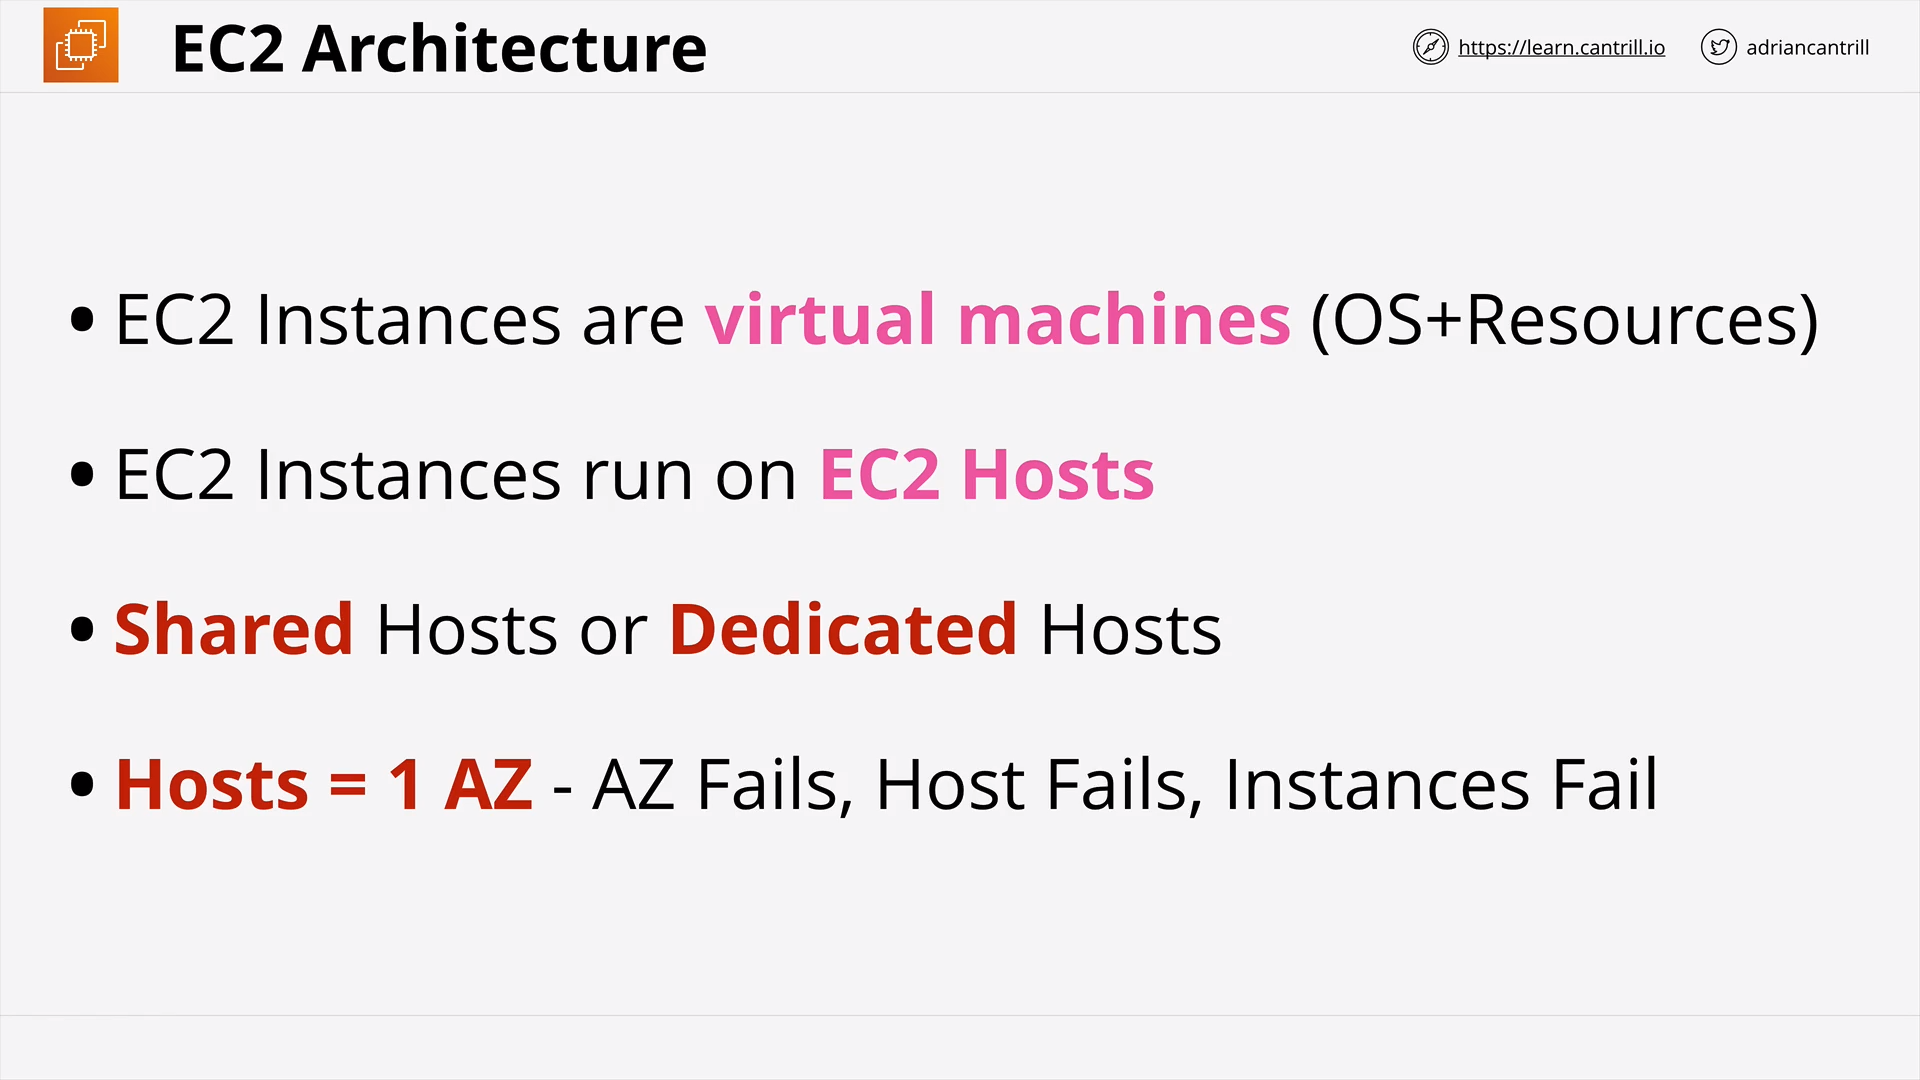 EC2 Architecture
https://learn.cantrill.io
adriancantrill
• EC2 Instances are virtual machines (OS+Resources)
• EC2 Instances run on EC2 Hosts
• Shared Hosts or Dedicated Hosts
• Hosts = 1 AZ - AZ Fails, Host Fails, Instances Fail